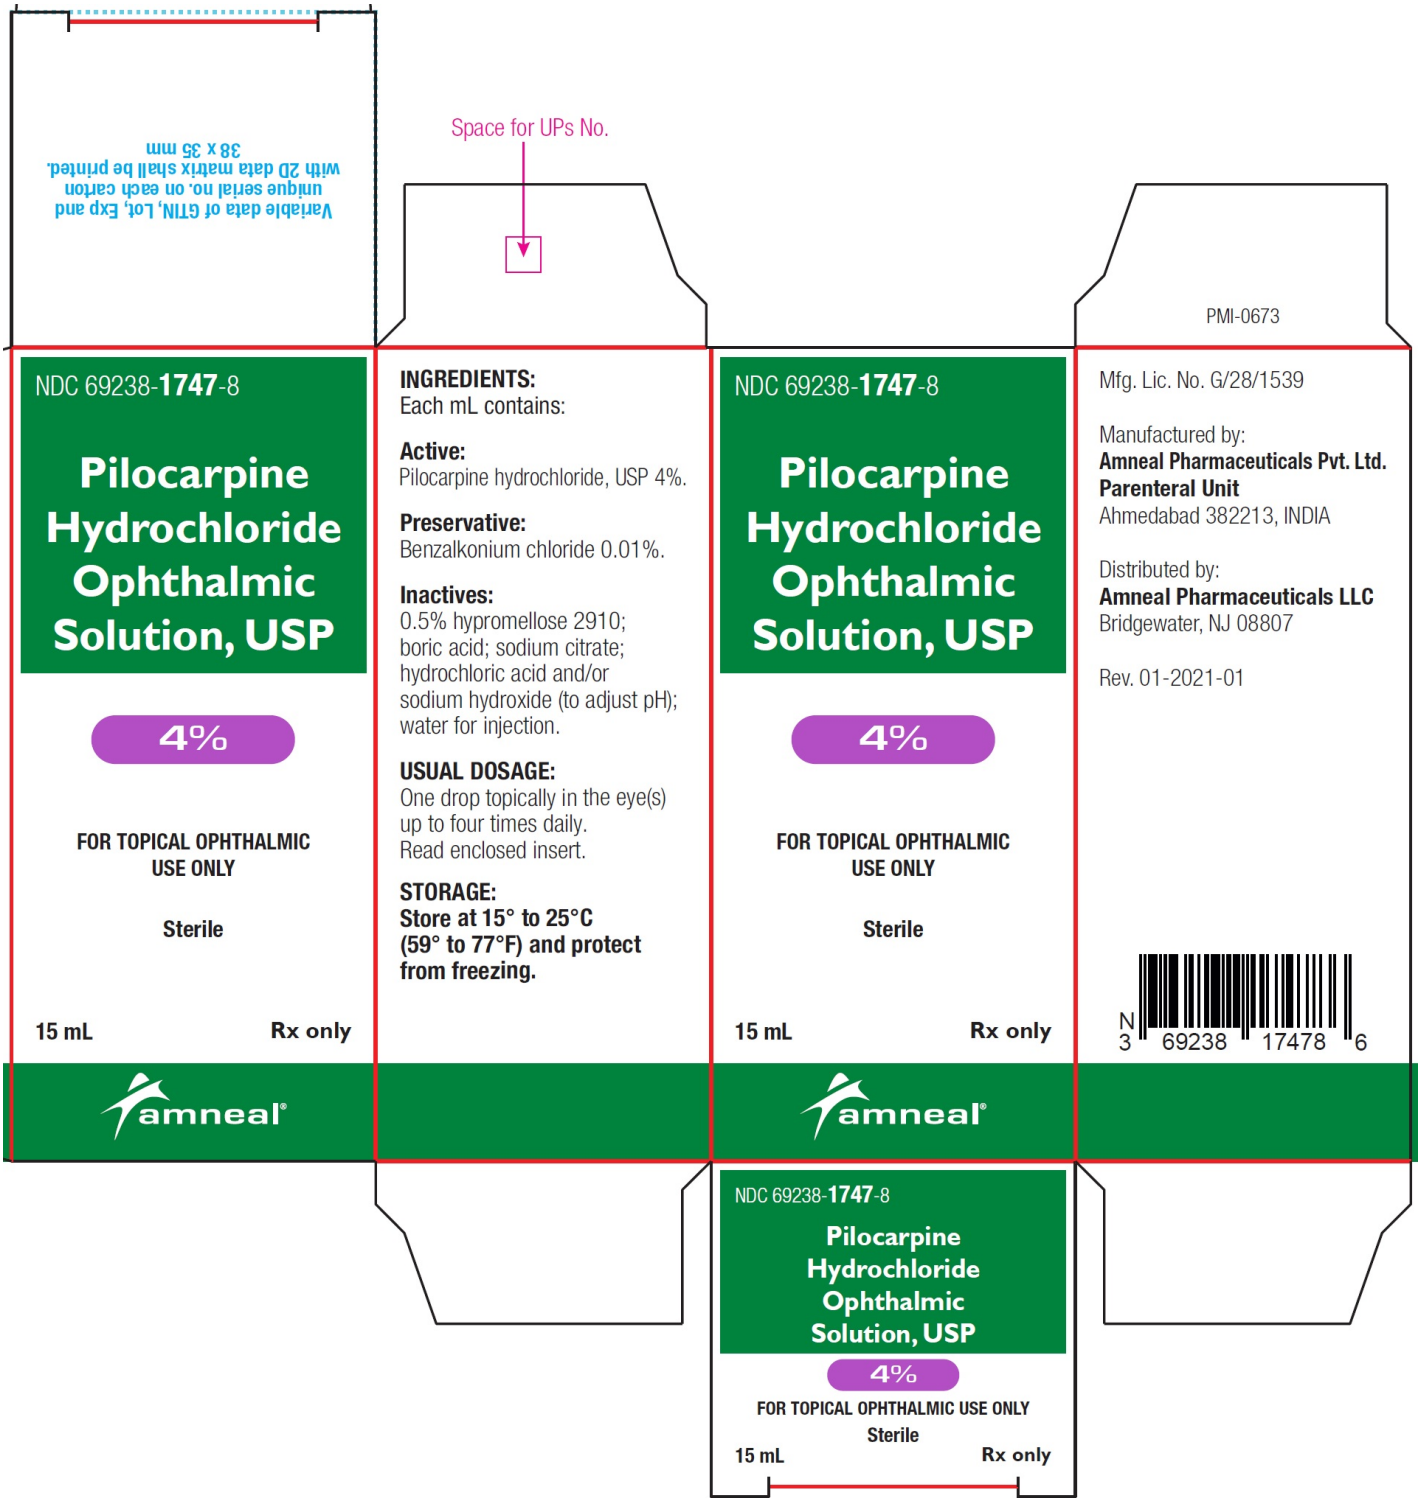 Variable data of GTIN, Lot, Exp and
unique serial no. on each carton
with 2D data matrix shall be printed.
38 x 35 mm
Space for UPs No.
PMI-0673
NDC 69238-1747-8
Pilocarpine
Hydrochloride
Ophthalmic
Solution, USP
4%
FOR TOPICAL OPHTHALMIC
USE ONLY
Sterile
15 mL
Rx only
amneal®
INGREDIENTS:
Each mL contains:
Active:
Pilocarpine hydrochloride, USP 4%.
Preservative:
Benzalkonium chloride 0.01%.
Inactives:
0.5% hypromellose 2910;
boric acid; sodium citrate;
hydrochloric acid and/or
sodium hydroxide (to adjust pH);
water for injection.
USUAL DOSAGE:
One drop topically in the eye(s)
up to four times daily.
Read enclosed insert.
STORAGE:
Store at 15° to 25°C
(59° to 77°F) and protect
from freezing.
NDC 69238-1747-8
Pilocarpine
Hydrochloride
Ophthalmic
Solution, USP
4%
FOR TOPICAL OPHTHALMIC
USE ONLY
Sterile
15 mL
Rx only
amneal®
Mfg. Lic. No. G/28/1539
Manufactured by:
Amneal Pharmaceuticals Pvt. Ltd.
Parenteral Unit
Ahmedabad 382213, INDIA
Distributed by:
Amneal Pharmaceuticals LLC
Bridgewater, NJ 08807
Rev. 01-2021-01
N
3 69238 17478 6
NDC 69238-1747-8
Pilocarpine
Hydrochloride
Ophthalmic
Solution, USP
4%
FOR TOPICAL OPHTHALMIC USE ONLY
Sterile
15 mL
Rx only